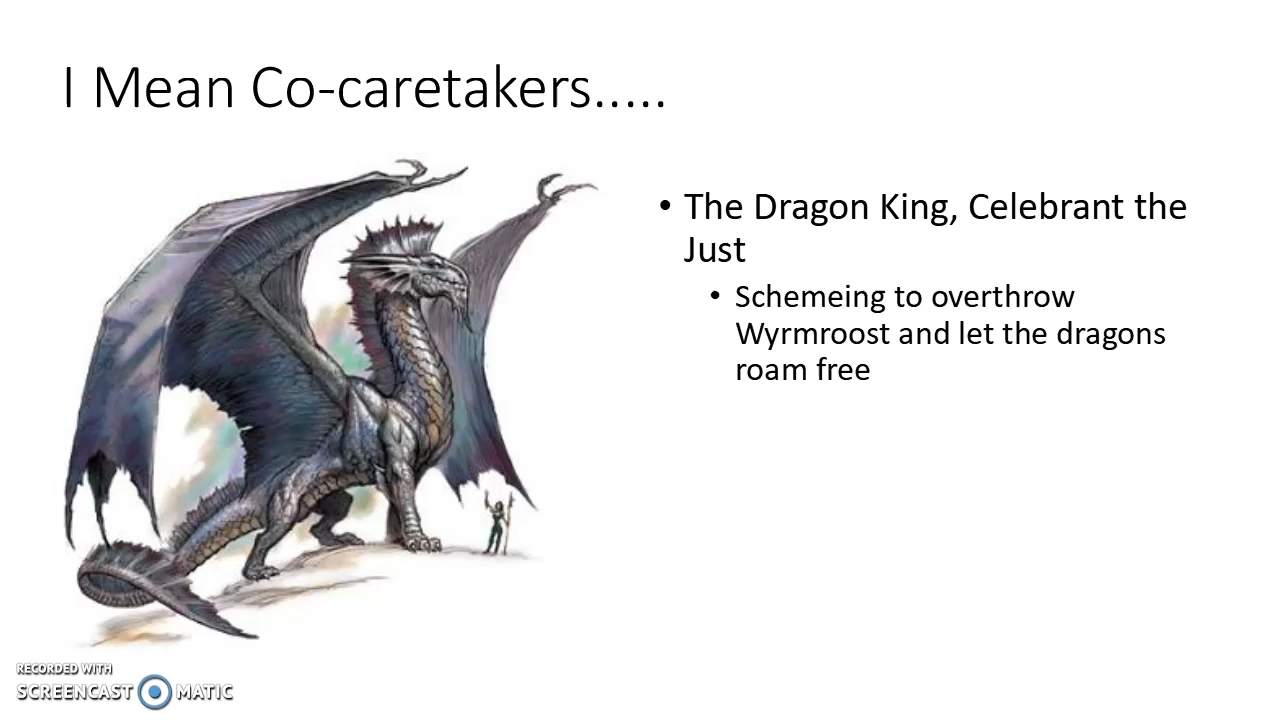 I Mean Co-caretakers.....
• The Dragon King, Celebrant the
Just
• Schemeing to overthrow
Wyrmroost and let the dragons
roam free
RECORDED WITH
SCREENCAST MATIC